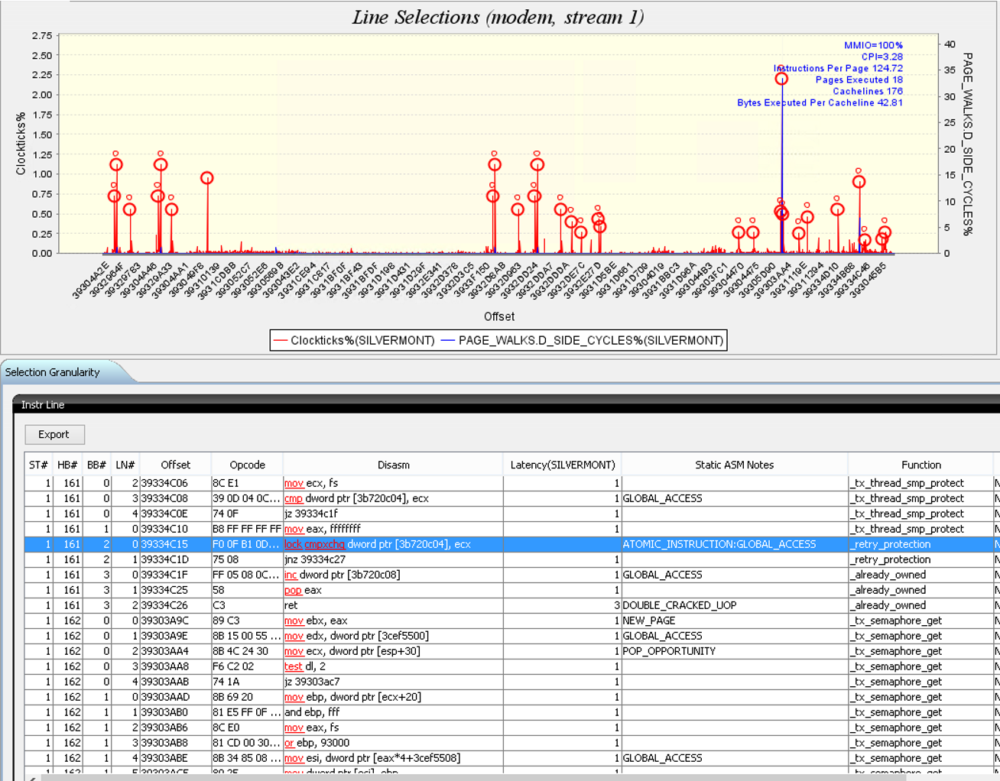 Line Selections (modem, stream 1)
2.75
2.50
2.25
2.00
1.75
1.50
1.25
1.00
0.75
0.50
0.25
0.00
Clockticks%
MMIO=100%
CPI=3.28
Instructions Per Page 124.72
Pages Executed 18
Cachelines 176
Bytes Executed Per Cacheline 42.81
40
35
30
25
20
15
10
5
0
PAGE_WALKS.D_SIDE_CYCLES%
39304A2E
3932964F
39329783
39304A46
39329A33
39304AA1
393049F8
39310139
3931CDBB
393052C7
393052E6
3930569B
393043E2
3931CE94
3931C817
3931BF0F
3931BF43
3931BFDF
3931D198
3931D431
3931D29F
3932E341
3932D378
3932D3C5
3933F150
3932D8AB
3932D963
3932DD24
3932DDA7
3932DDDA
3932DE7C
3932E27D
3931D5BE
3931D661
3931D709
39304019
3931BBC3
3931D96A
393044B3
39303FC1
39304470
39304475
39305D90
39303AA4
3931119E
39311294
39334D10
39334B68
39334C46
393045B5
Offset
Clockticks%(SILVERMONT) PAGE_WALKS.D_SIDE_CYCLES%(SILVERMONT)
Selection Granularity
Instr Line
Export
ST# HB# BB# LN# Offset Opcode Disasm Latency(SILVERMONT) Static ASM Notes Function
1 161 0 2 39334C06 8C E1 mov ecx, fs 1 _tx_thread_smp_protect
1 161 0 3 39334C08 39 0D 04 0C... cmp dword ptr [3b720c04], ecx 1 GLOBAL_ACCESS _tx_thread_smp_protect
1 161 0 4 39334C0E 74 0F jz 39334c1f 1 _tx_thread_smp_protect
1 161 1 0 39334C10 B8 FF FF FF FF mov eax, ffffffff 1 _tx_thread_smp_protect
1 161 2 0 39334C15 F0 0F B1 0D... lock cmpxchg dword ptr [3b720c04], ecx ATOMIC_INSTRUCTION:GLOBAL_ACCESS _retry_protection
1 161 2 1 39334C1D 75 08 jnz 39334c27 1 _retry_protection
1 161 3 0 39334C1F FF 05 08 0C... inc dword ptr [3b720c08] 1 GLOBAL_ACCESS _already_owned
1 161 3 1 39334C25 58 pop eax 1 _already_owned
1 161 3 2 39334C26 C3 ret 3 DOUBLE_CRACKED_UOP _already_owned
1 162 0 0 39303A9C 89 C3 mov ebx, eax 1 NEW_PAGE _tx_semaphore_get
1 162 0 1 39303A9E 8B 15 00 55 ... mov edx, dword ptr [3cef5500] 1 GLOBAL_ACCESS _tx_semaphore_get
1 162 0 2 39303AA4 8B 4C 24 30 mov ecx, dword ptr [esp+30] 1 POP_OPPORTUNITY _tx_semaphore_get
1 162 0 3 39303AA8 F6 C2 02 test dl, 2 1 _tx_semaphore_get
1 162 0 4 39303AAB 74 1A jz 39303ac7 1 _tx_semaphore_get
1 162 1 0 39303AAD 8B 69 20 mov ebp, dword ptr [ecx+20] 1 _tx_semaphore_get
1 162 1 1 39303AB0 81 E5 FF 0F ... and ebp, fff 1 _tx_semaphore_get
1 162 1 2 39303AB6 8C E0 mov eax, fs 1 _tx_semaphore_get
1 162 1 3 39303AB8 81 CD 00 30... or ebp, 93000 1 _tx_semaphore_get
1 162 1 4 39303ABE 8B 34 85 08 ... mov esi, dword ptr [eax*4+3cef5508] 1 GLOBAL_ACCESS _tx_semaphore_get